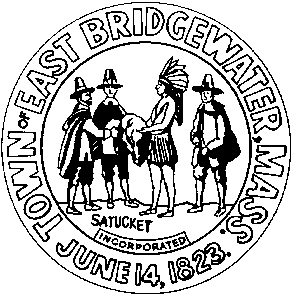 TOWN OF EAST BRIDGEWATER, MASS.
SATUCKET
INCORPORATED
JUNE 14, 1823.